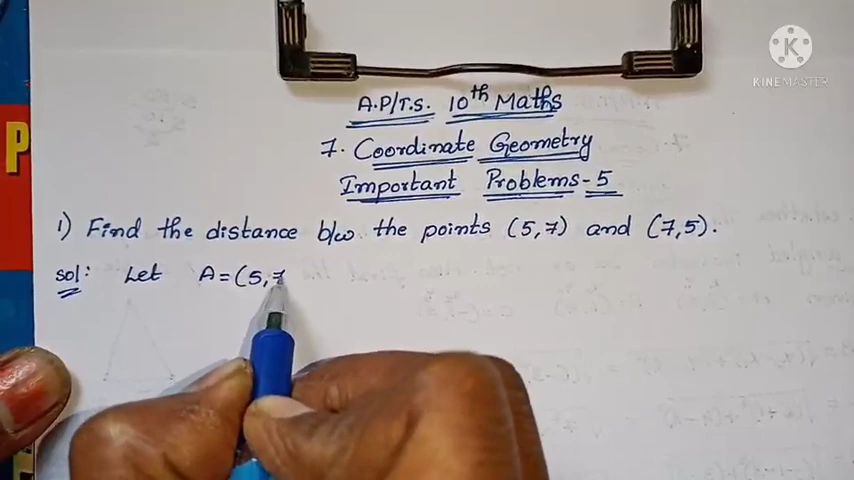 KINEMASTER
A.P/T.S. 10th Maths
7. Coordinate Geometry
Important Problems-5
1) Find the distance b/w the points (5,7) and (7,5).
Sol: Let A=(5,7
P